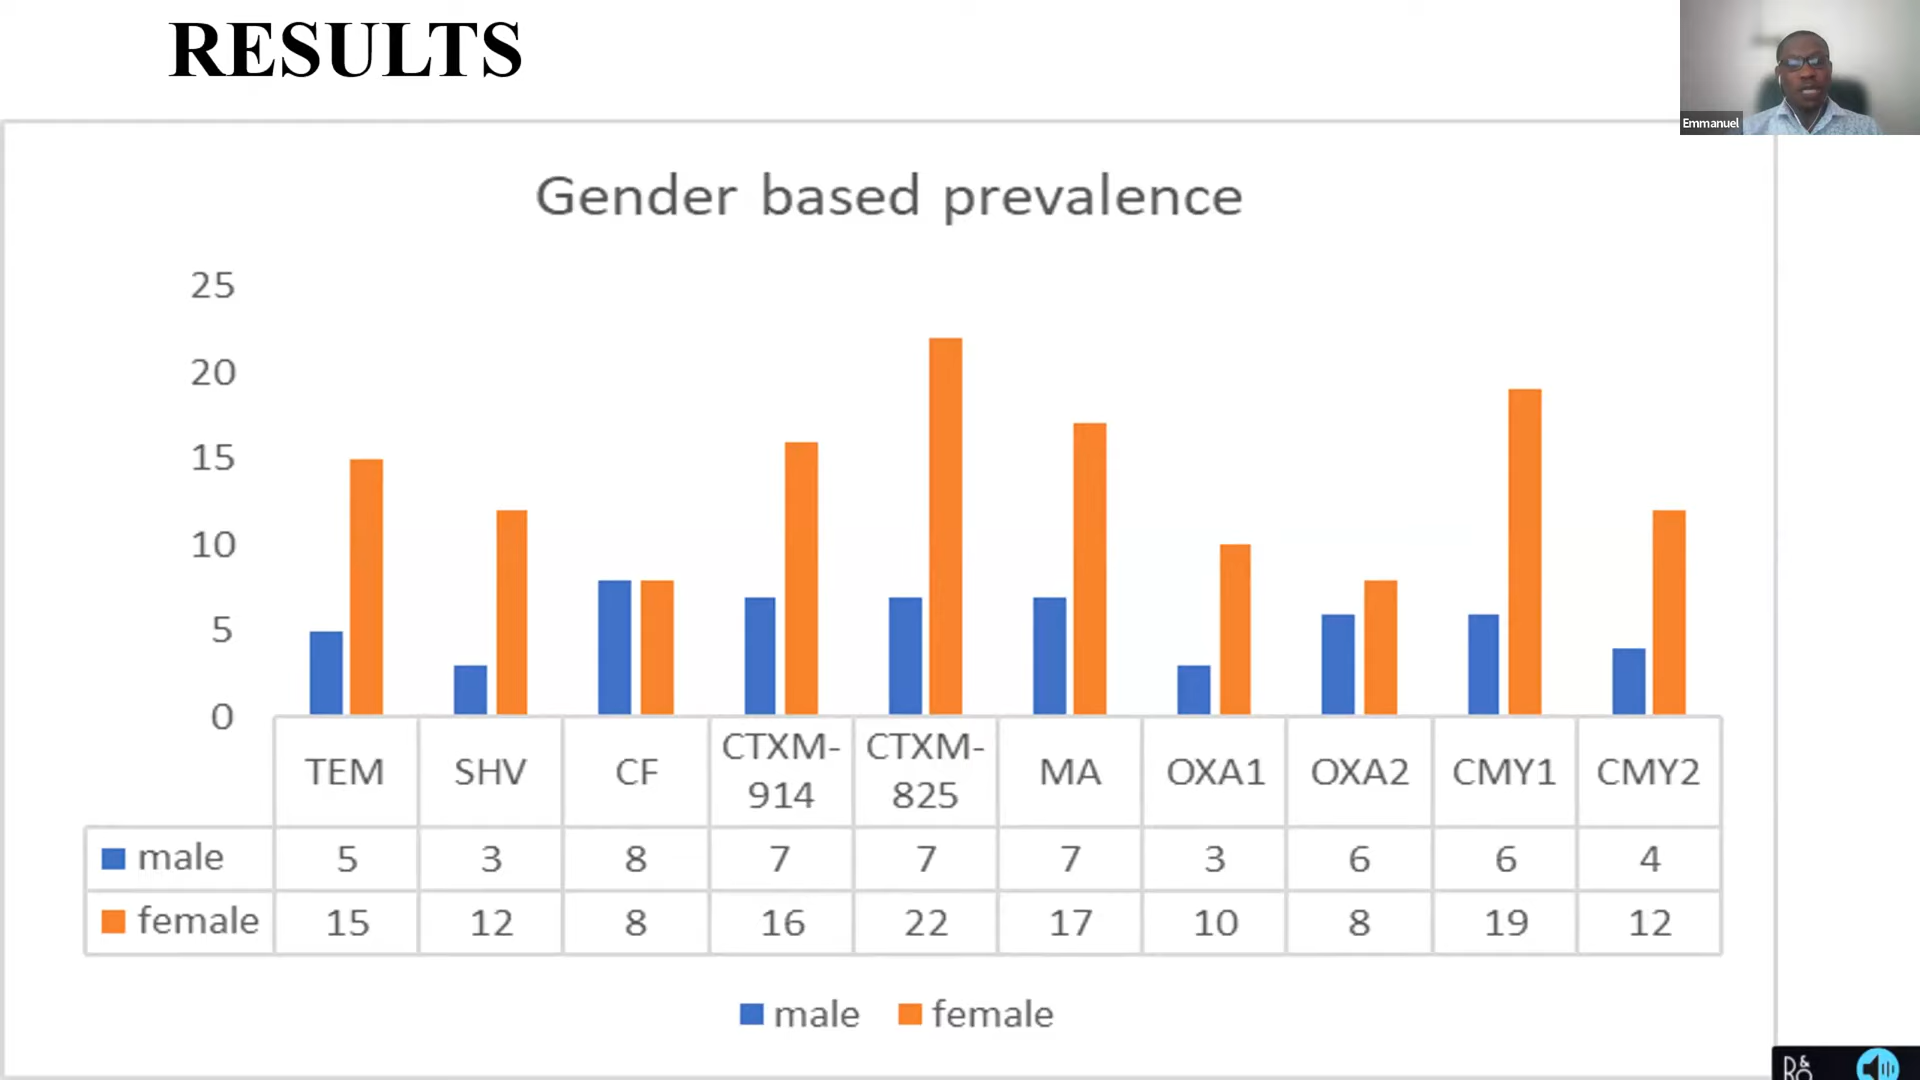 RESULTS
Emmanuel
Gender based prevalence
25
20
15
10
5
0
TEM SHV CF CTXM-914 CTXM-825 MA OXA1 OXA2 CMY1 CMY2
male 5 3 8 7 7 7 3 6 6 4
female 15 12 8 16 22 17 10 8 19 12
male female